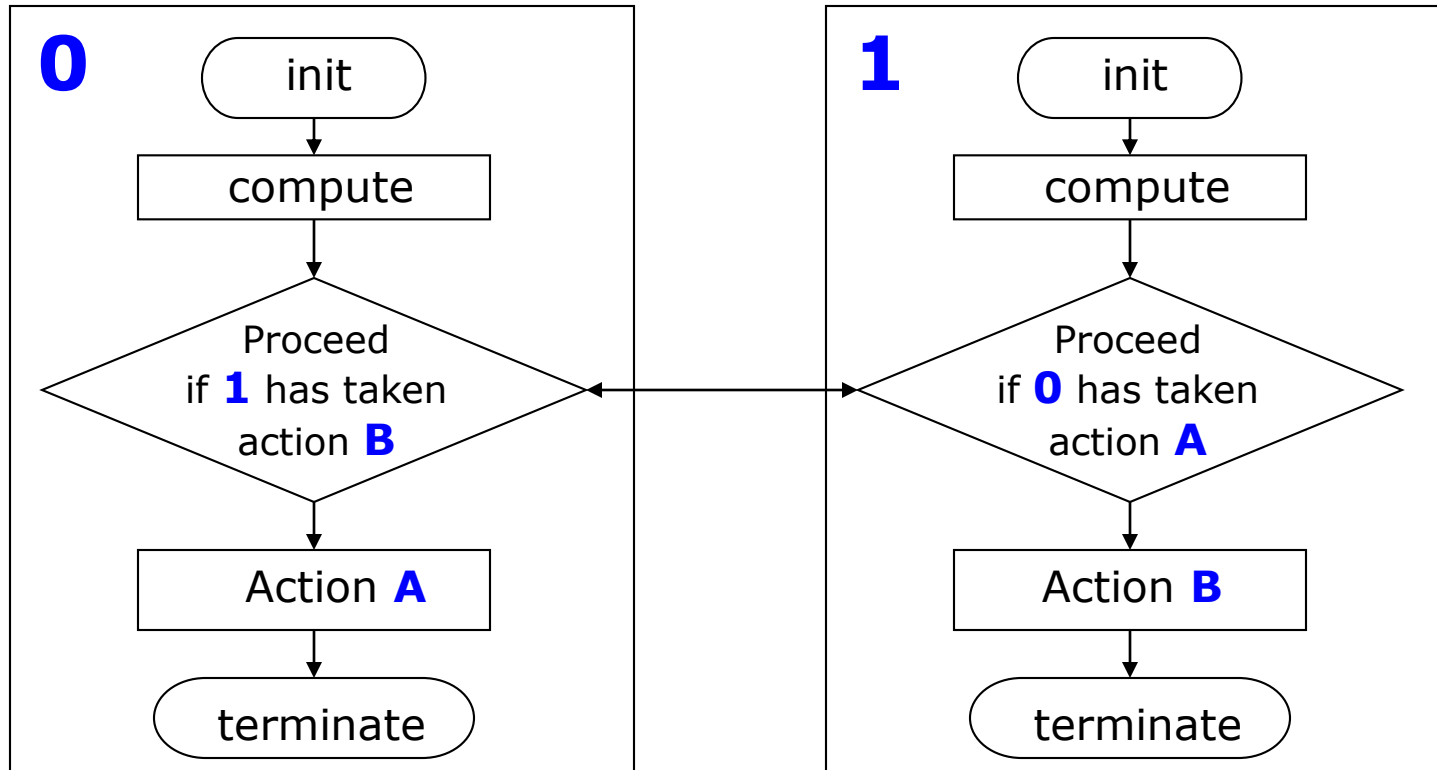 0
init
compute
Proceed
if 1 has taken
action B
Action A
terminate
1
init
compute
Proceed
if 0 has taken
action A
Action B
terminate